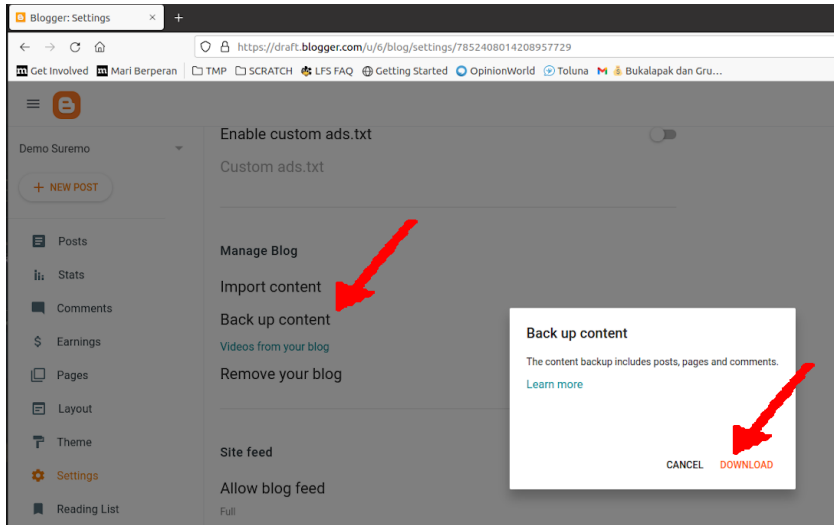 Blogger: Settings
https://draft.blogger.com/u/6/blog/settings/7852408014208957729
Get Involved Mari Berperan TMP SCRATCH LFS FAQ Getting Started OpinionWorld Toluna Bukalapak dan Gru...
Demo Suremo
+ NEW POST
Posts
Stats
Comments
$ Earnings
Pages
Layout
Theme
Settings
Reading List
Enable custom ads.txt
Custom ads.txt
Manage Blog
Import content
Back up content
Videos from your blog
Remove your blog
Site feed
Allow blog feed
Full
Back up content
The content backup includes posts, pages and comments.
Learn more
CANCEL DOWNLOAD